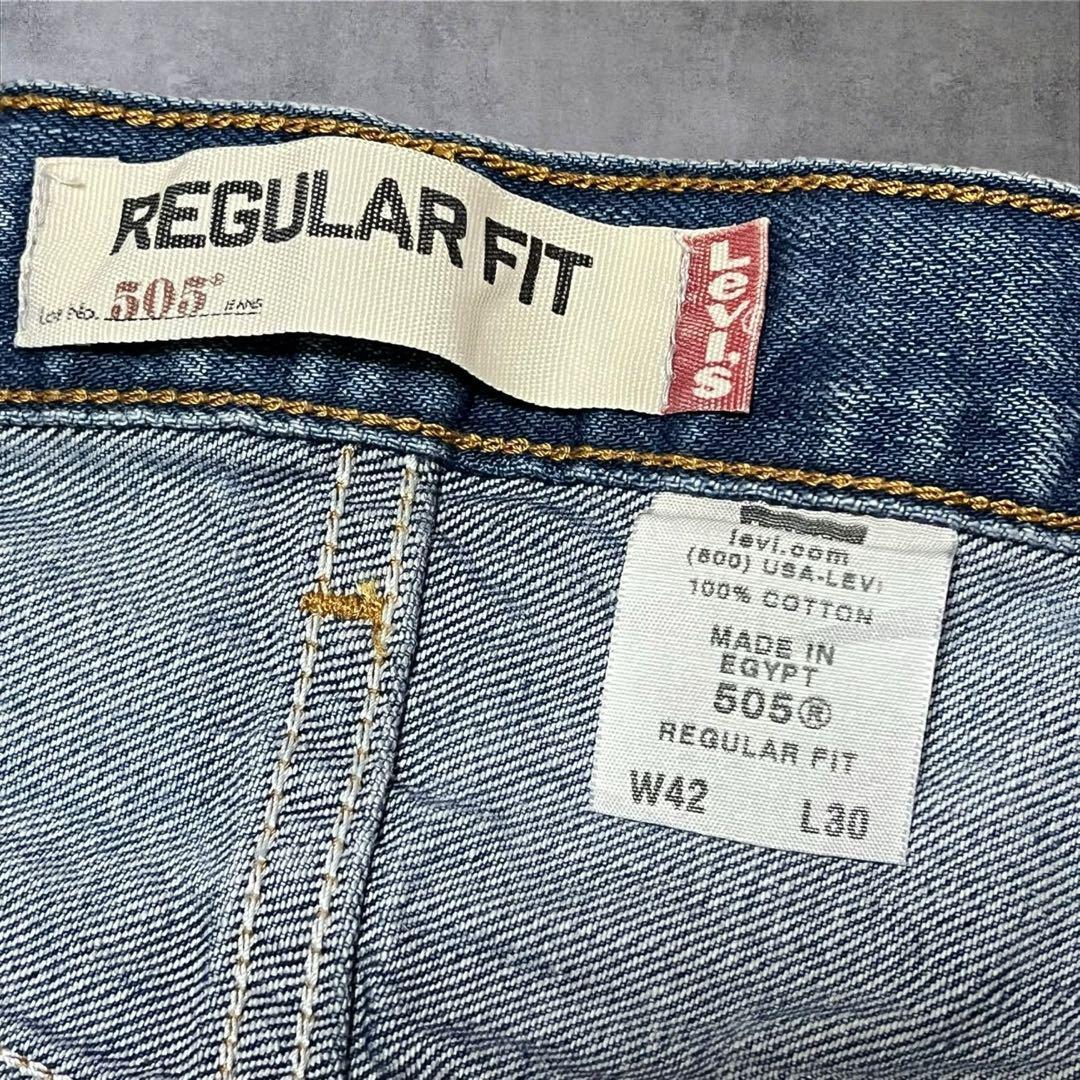 REGULAR FIT
Lot No. 505® JEANS
Levi's
levi.com
(800) USA-LEVI
100% COTTON
MADE IN
EGYPT
505®
REGULAR FIT
W42 L30